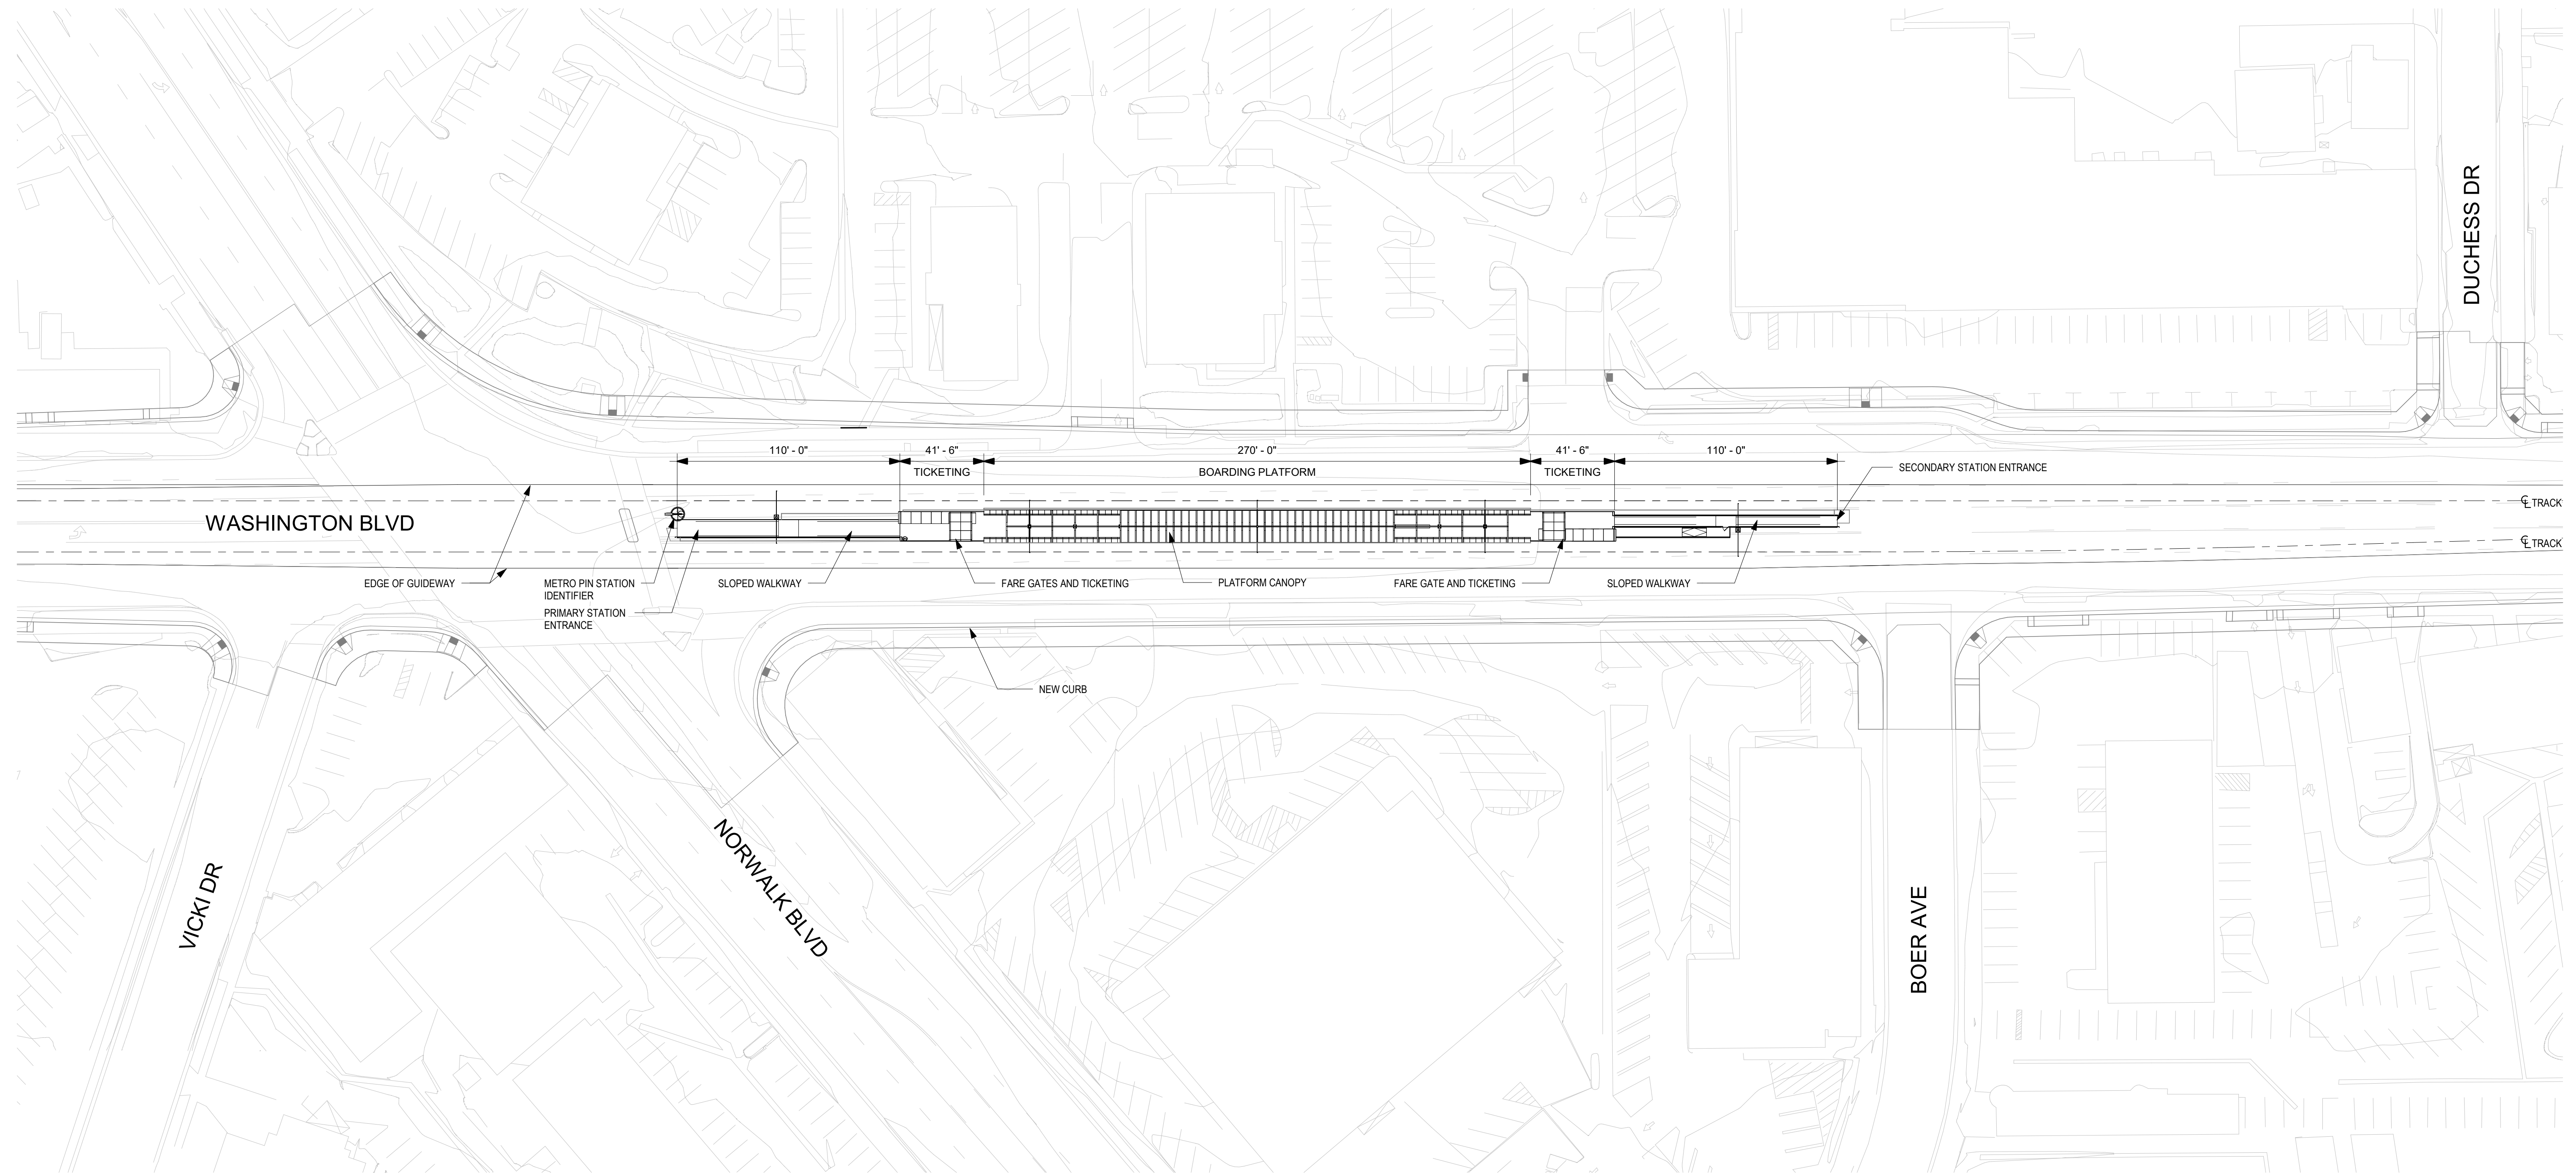 DUCHESS DR
110' - 0"
41' - 6"
270' - 0"
41' - 6"
110' - 0"
TICKETING
BOARDING PLATFORM
TICKETING
SECONDARY STATION ENTRANCE
WASHINGTON BLVD
℄ TRACK
℄ TRACK
EDGE OF GUIDEWAY
METRO PIN STATION
IDENTIFIER
SLOPED WALKWAY
FARE GATES AND TICKETING
PLATFORM CANOPY
FARE GATE AND TICKETING
SLOPED WALKWAY
PRIMARY STATION
ENTRANCE
NEW CURB
VICKI DR
NORWALK BLVD
BOER AVE